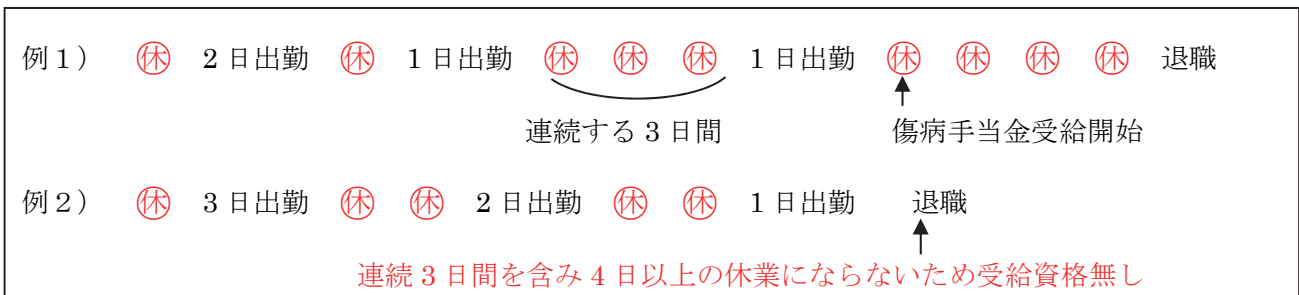 例1） ㊡ 2日出勤 ㊡ 1日出勤 ㊡ ㊡ ㊡ 1日出勤 ㊡ ㊡ ㊡ ㊡ 退職
連続する3日間 傷病手当金受給開始
例2） ㊡ 3日出勤 ㊡ ㊡ 2日出勤 ㊡ ㊡ 1日出勤 退職
連続3日間を含み4日以上の休業にならないため受給資格無し